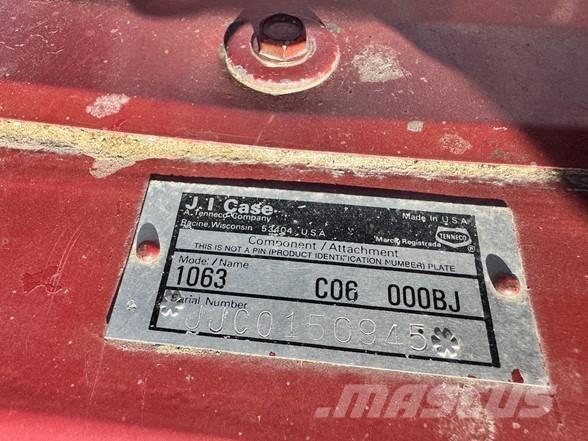 J.I Case
A Tenneco Company
Racine, Wisconsin 53404 U.S.A.
Made in U.S.A.
TENNECO
Marca Registrada ®
Component / Attachment
THIS IS NOT A PIN (PRODUCT IDENTIFICATION NUMBER) PLATE
Model / Name
1063 C06 000BJ
Serial Number
JJC0150945
MASCUS